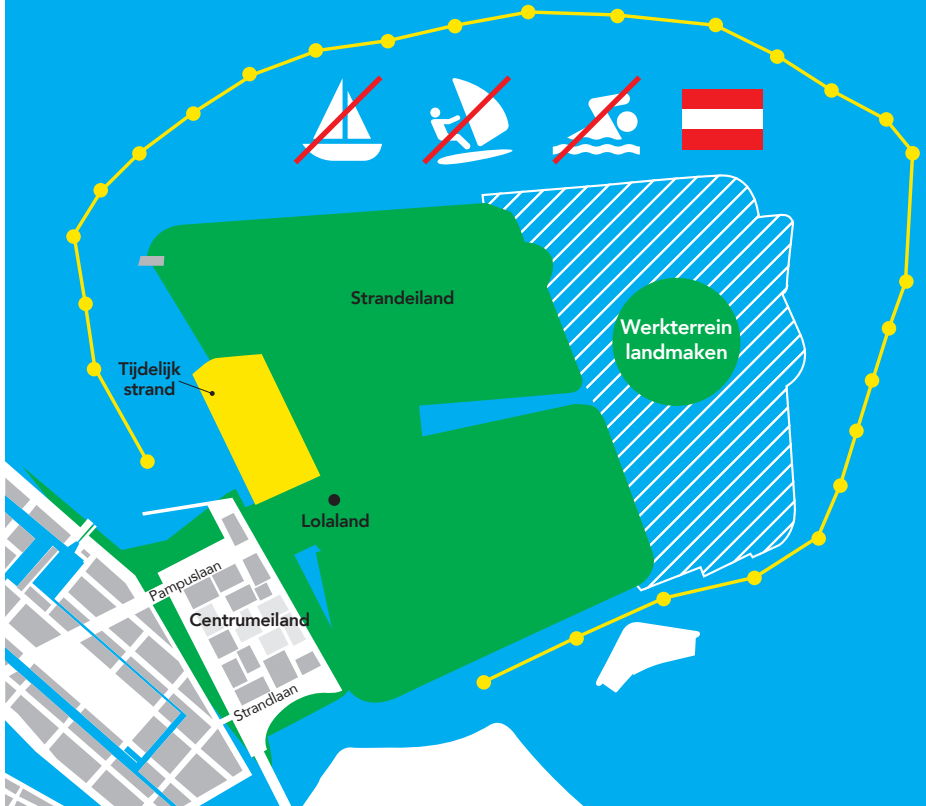 Strandeiland
Werkterrein
landmaken
Tijdelijk
strand
Lolaland
Pampuslaan
Centrumeiland
Strandlaan